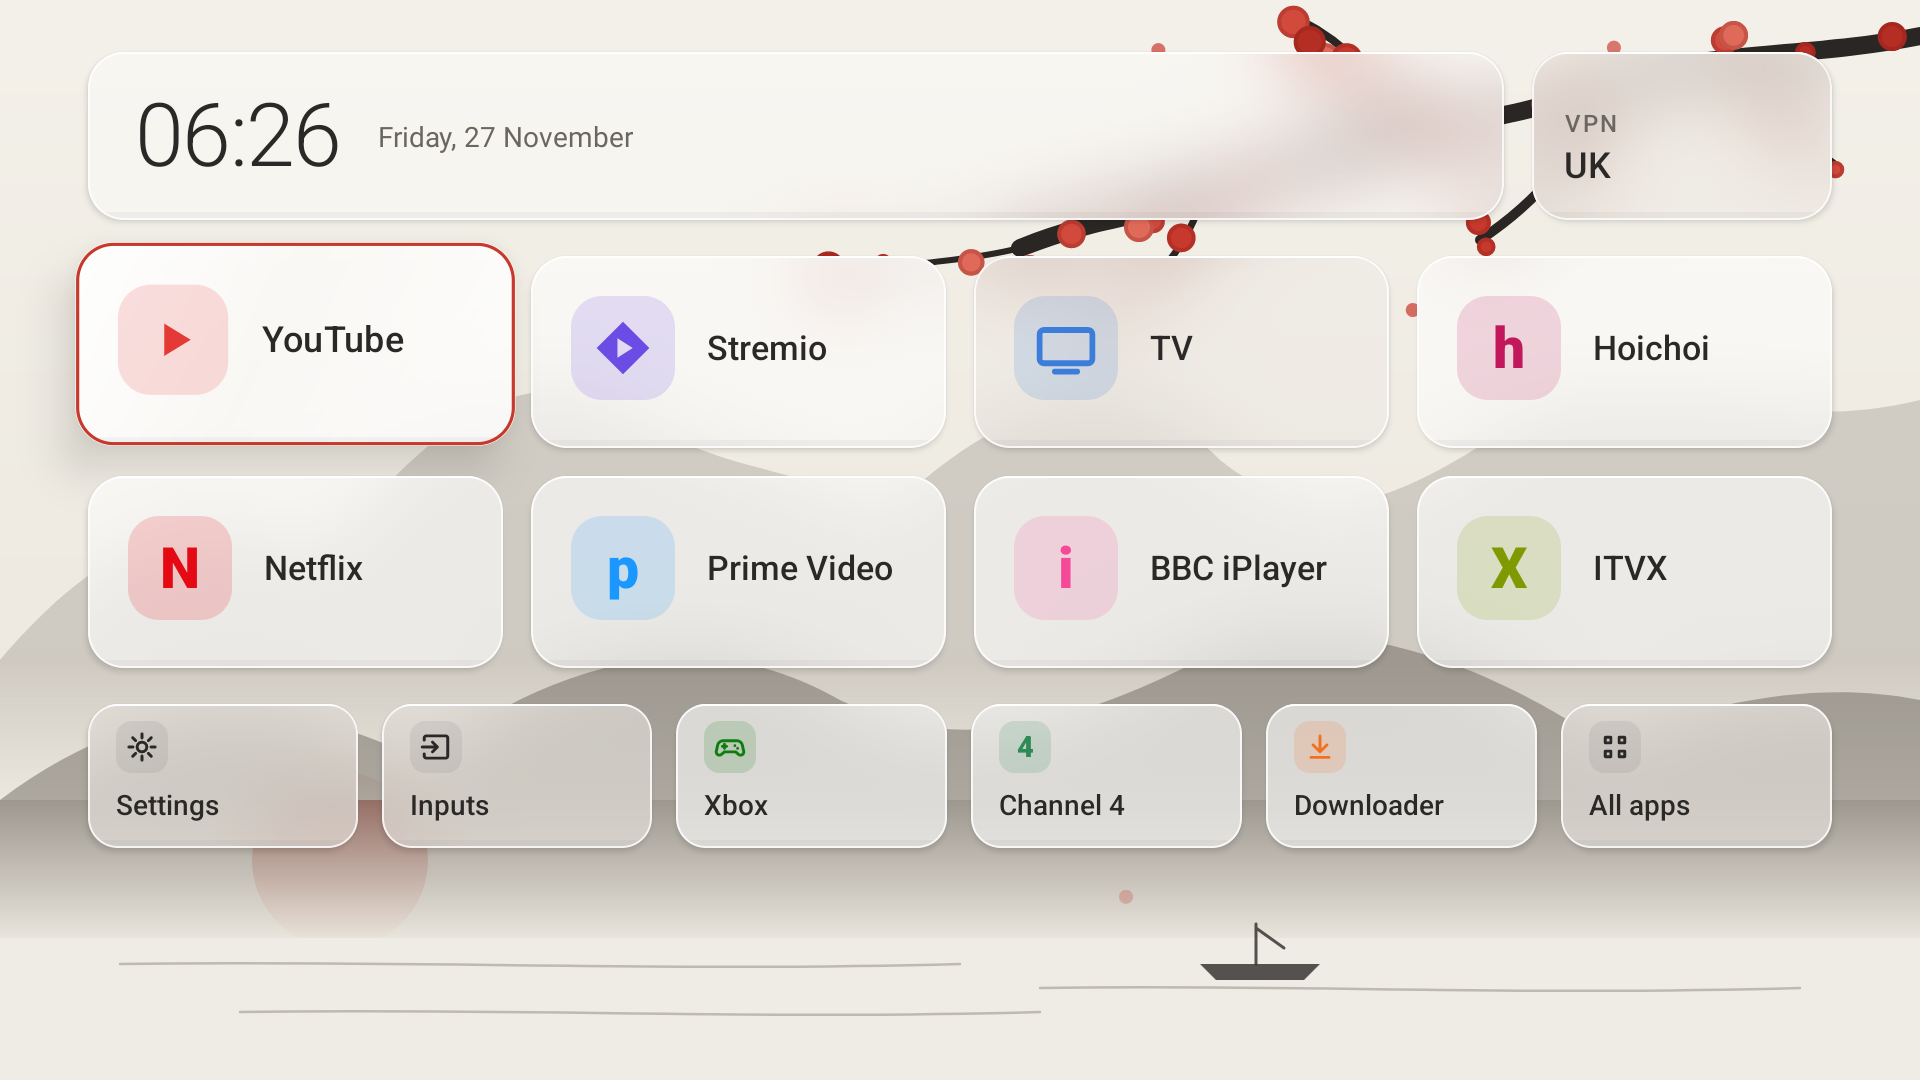 06:26
Friday, 27 November
VPN
UK
YouTube
Stremio
TV
h
Hoichoi
N
Netflix
p
Prime Video
i
BBC iPlayer
X
ITVX
Settings
Inputs
Xbox
4
Channel 4
Downloader
All apps